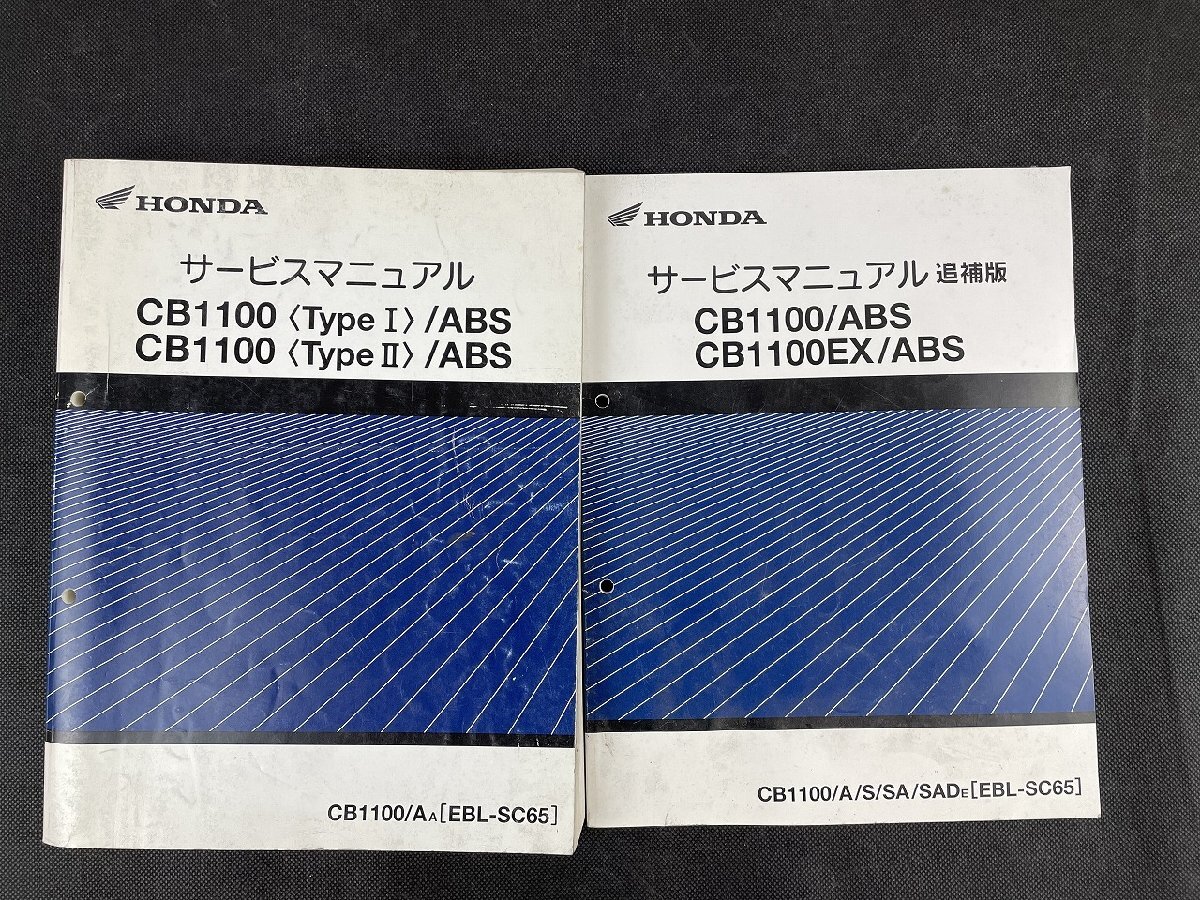 HONDA
サービスマニュアル
CB1100〈Type Ⅰ〉/ABS
CB1100〈Type Ⅱ〉/ABS
CB1100/AA[EBL-SC65]
HONDA
サービスマニュアル 追補版
CB1100/ABS
CB1100EX/ABS
CB1100/A/S/SA/SADE[EBL-SC65]